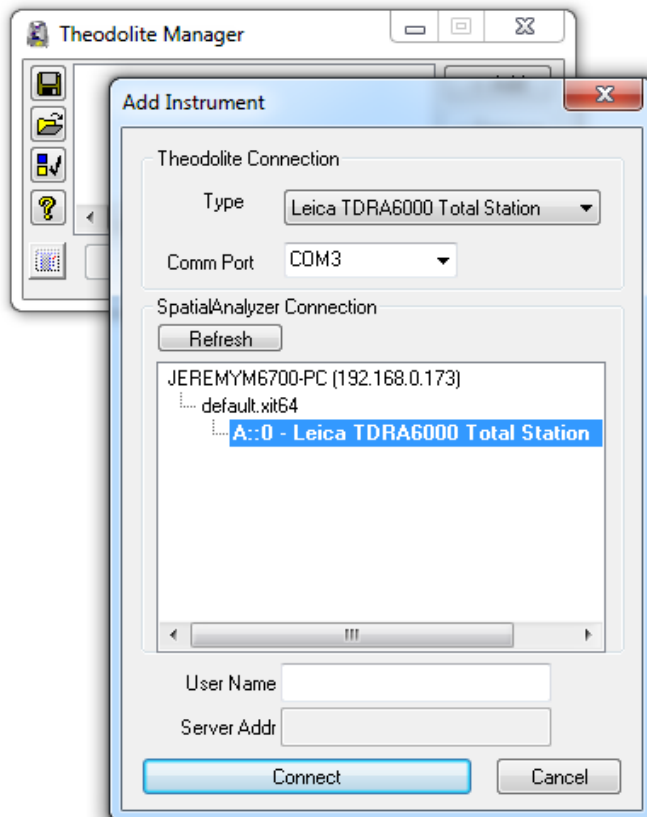 Theodolite Manager
Add Instrument
Theodolite Connection
Type Leica TDRA6000 Total Station
Comm Port COM3
SpatialAnalyzer Connection
Refresh
JEREMYM6700-PC (192.168.0.173)
default.xit64
A::0 - Leica TDRA6000 Total Station
User Name
Server Addr
Connect Cancel